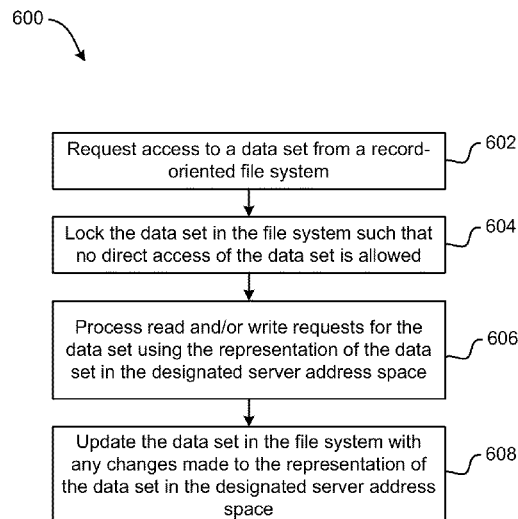 600
Request access to a data set from a record-
oriented file system
602
Lock the data set in the file system such that
no direct access of the data set is allowed
604
Process read and/or write requests for the
data set using the representation of the data
set in the designated server address space
606
Update the data set in the file system with
any changes made to the representation of
the data set in the designated server address
space
608